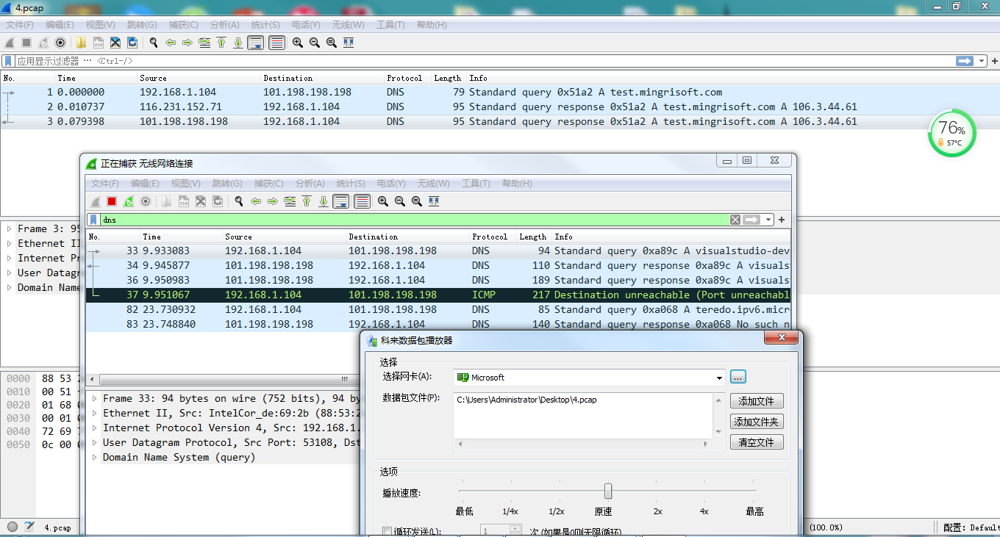 4.pcap
文件(F) 编辑(E) 视图(V) 跳转(G) 捕获(C) 分析(A) 统计(S) 电话(Y) 无线(W) 工具(T) 帮助(H)
应用显示过滤器 … <Ctrl-/>
No. Time Source Destination Protocol Length Info
1 0.000000 192.168.1.104 101.198.198.198 DNS 79 Standard query 0x51a2 A test.mingrisoft.com
2 0.010737 116.231.152.71 192.168.1.104 DNS 95 Standard query response 0x51a2 A test.mingrisoft.com A 106.3.44.61
3 0.079398 101.198.198.198 192.168.1.104 DNS 95 Standard query response 0x51a2 A test.mingrisoft.com A 106.3.44.61
76%
57°C
正在捕获 无线网络连接
文件(F) 编辑(E) 视图(V) 跳转(G) 捕获(C) 分析(A) 统计(S) 电话(Y) 无线(W) 工具(T) 帮助(H)
dns
No. Time Source Destination Protocol Length Info
33 9.933083 192.168.1.104 101.198.198.198 DNS 94 Standard query 0xa89c A visualstudio-dev
34 9.945877 101.198.198.198 192.168.1.104 DNS 110 Standard query response 0xa89c A visuals
36 9.950983 101.198.198.198 192.168.1.104 DNS 189 Standard query response 0xa89c A visuals
37 9.951067 192.168.1.104 101.198.198.198 ICMP 217 Destination unreachable (Port unreachabl
82 23.730932 192.168.1.104 101.198.198.198 DNS 85 Standard query 0xa068 A teredo.ipv6.micr
83 23.748840 101.198.198.198 192.168.1.104 DNS 140 Standard query response 0xa068 No such n
Frame 33: 94 bytes on wire (752 bits), 94 by
Ethernet II, Src: IntelCor_de:69:2b (88:53:2
Internet Protocol Version 4, Src: 192.168.1.
User Datagram Protocol, Src Port: 53108, Dst
Domain Name System (query)
Frame 3: 95
Ethernet II
Internet Pr
User Datagr
Domain Name
0000 88 53 2
0010 00 51
0020 01 68 0
0030 00 01 0
0040 72 69
0050 0c 00 0
科来数据包播放器
选择
选择网卡(A): Microsoft ...
数据包文件(P): C:\Users\Administrator\Desktop\4.pcap
添加文件
添加文件夹
清空文件
选项
播放速度:
最低 1/4x 1/2x 原速 2x 4x 最高
循环发送(L): 1 次 (如果是0则无限循环)
4.pcap
(100.0%)
配置: Default